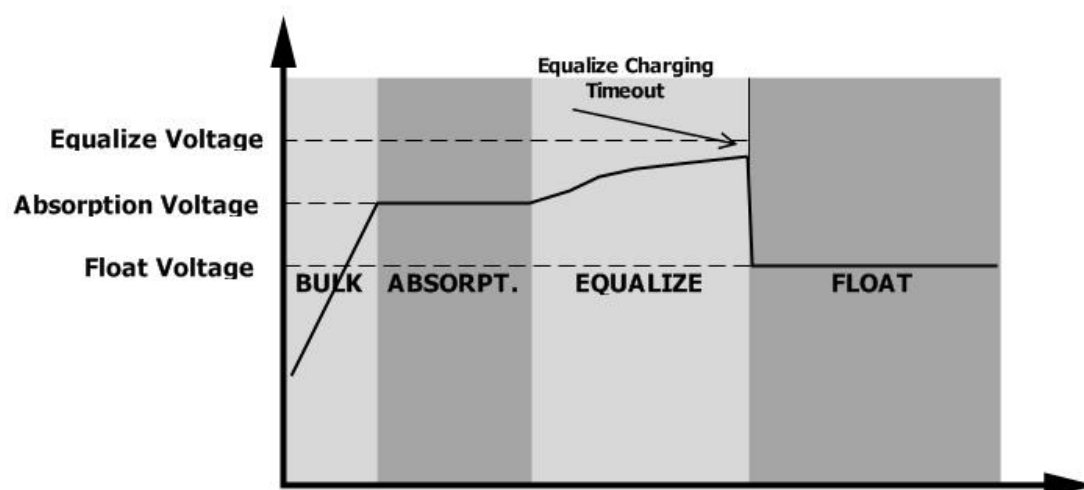 Equalize Charging
Timeout
Equalize Voltage
Absorption Voltage
Float Voltage
BULK
ABSORPT.
EQUALIZE
FLOAT